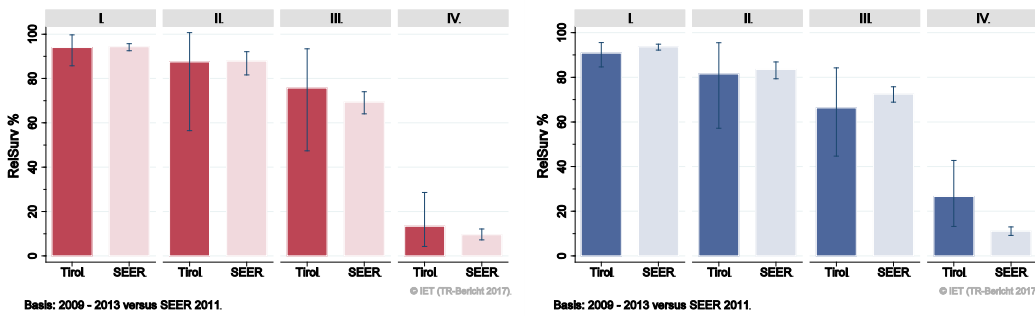 I. II. III. IV.
100
80
60
40
20
0
RelSurv %
Tirol SEER Tirol SEER Tirol SEER Tirol SEER
© IET (TR-Bericht 2017)
Basis: 2009 - 2013 versus SEER 2011.
I. II. III. IV.
100
80
60
40
20
0
RelSurv %
Tirol SEER Tirol SEER Tirol SEER Tirol SEER
© IET (TR-Bericht 2017)
Basis: 2009 - 2013 versus SEER 2011.